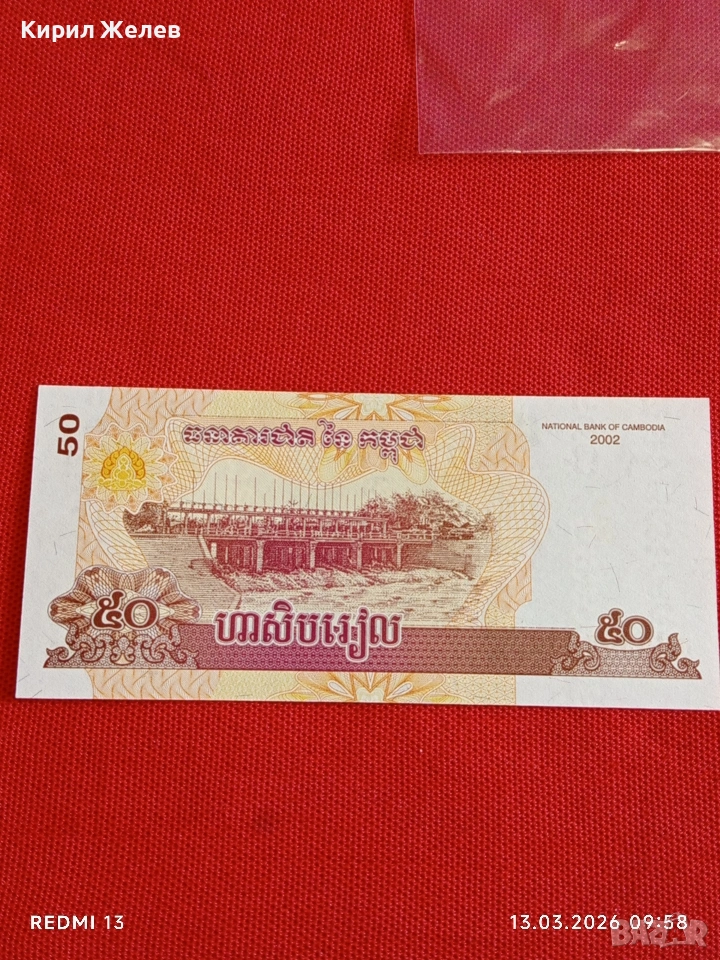 Кирил Желев
50
ធនាគារជាតិ នៃ កម្ពុជា
NATIONAL BANK OF CAMBODIA
2002
៥០
ហាសិបរៀល
៥០
REDMI 13
13.03.2026 09:58
BAZAR